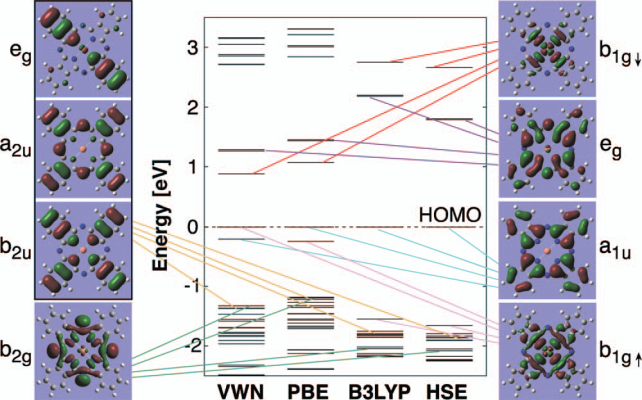 e_g
a_2u
b_2u
b_2g
Energy [eV]
3
2
1
0
-1
-2
HOMO
VWN PBE B3LYP HSE
b_1g↓
e_g
a_1u
b_1g↑